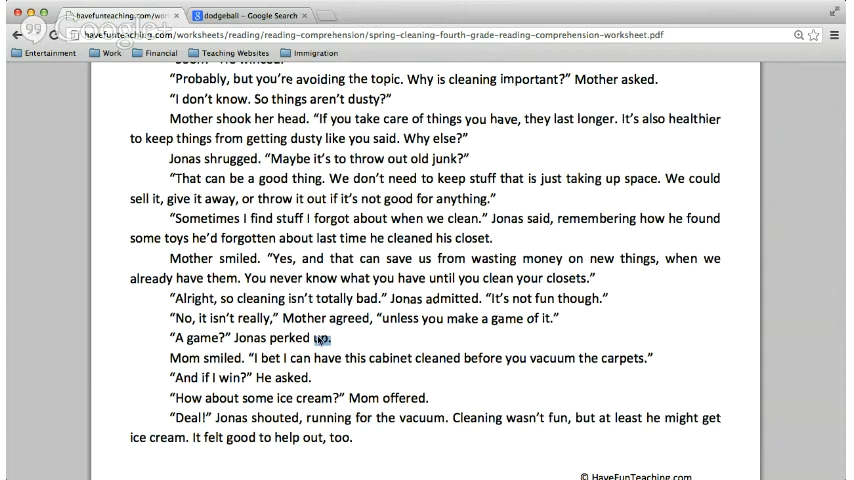 havefunteaching.com/wor
dodgeball - Google Search
Google+
havefunteaching.com/worksheets/reading/reading-comprehension/spring-cleaning-fourth-grade-reading-comprehension-worksheet.pdf
Entertainment Work Financial Teaching Websites Immigration
“Probably, but you’re avoiding the topic. Why is cleaning important?” Mother asked.
“I don’t know. So things aren’t dusty?”
Mother shook her head. “If you take care of things you have, they last longer. It’s also healthier
to keep things from getting dusty like you said. Why else?”
Jonas shrugged. “Maybe it’s to throw out old junk?”
“That can be a good thing. We don’t need to keep stuff that is just taking up space. We could
sell it, give it away, or throw it out if it’s not good for anything.”
“Sometimes I find stuff I forgot about when we clean.” Jonas said, remembering how he found
some toys he’d forgotten about last time he cleaned his closet.
Mother smiled. “Yes, and that can save us from wasting money on new things, when we
already have them. You never know what you have until you clean your closets.”
“Alright, so cleaning isn’t totally bad.” Jonas admitted. “It’s not fun though.”
“No, it isn’t really,” Mother agreed, “unless you make a game of it.”
“A game?” Jonas perked up.
Mom smiled. “I bet I can have this cabinet cleaned before you vacuum the carpets.”
“And if I win?” He asked.
“How about some ice cream?” Mom offered.
“Deal!” Jonas shouted, running for the vacuum. Cleaning wasn’t fun, but at least he might get
ice cream. It felt good to help out, too.
© HaveFunTeaching.com